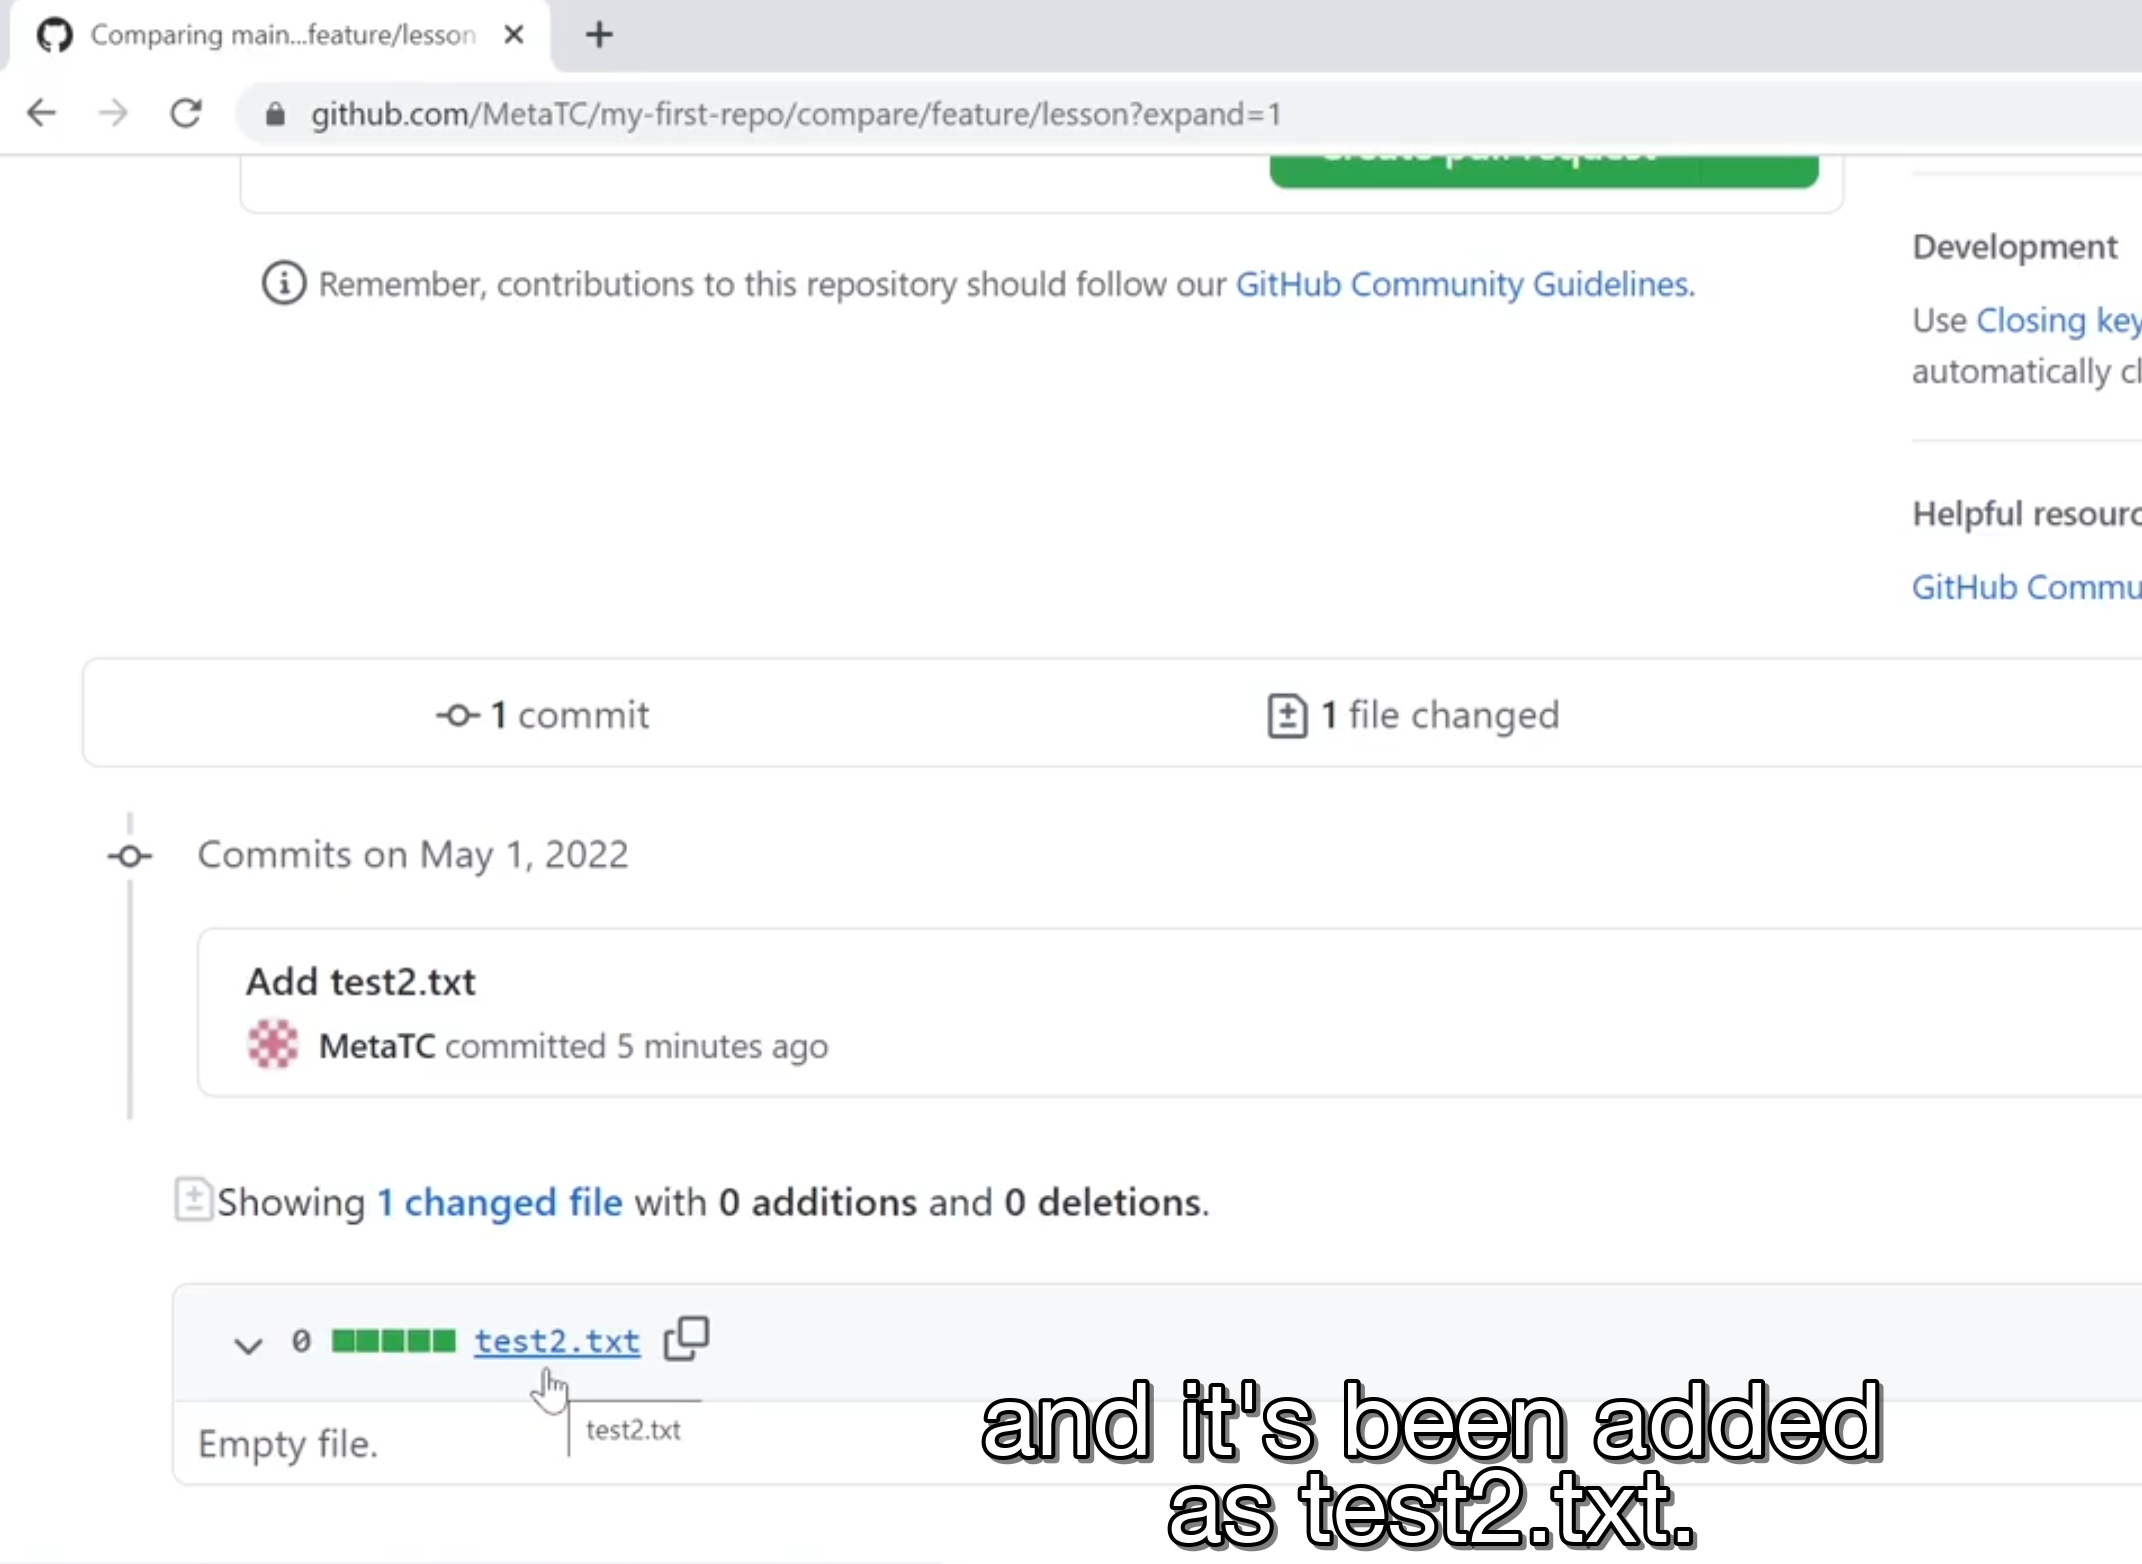 Comparing main...feature/lesson
github.com/MetaTC/my-first-repo/compare/feature/lesson?expand=1
Create pull request
Remember, contributions to this repository should follow our GitHub Community Guidelines.
Development
Use Closing key
automatically cl
Helpful resourc
GitHub Commu
1 commit
1 file changed
Commits on May 1, 2022
Add test2.txt
MetaTC committed 5 minutes ago
Showing 1 changed file with 0 additions and 0 deletions.
0 test2.txt
test2.txt
Empty file.
and it's been added
as test2.txt.